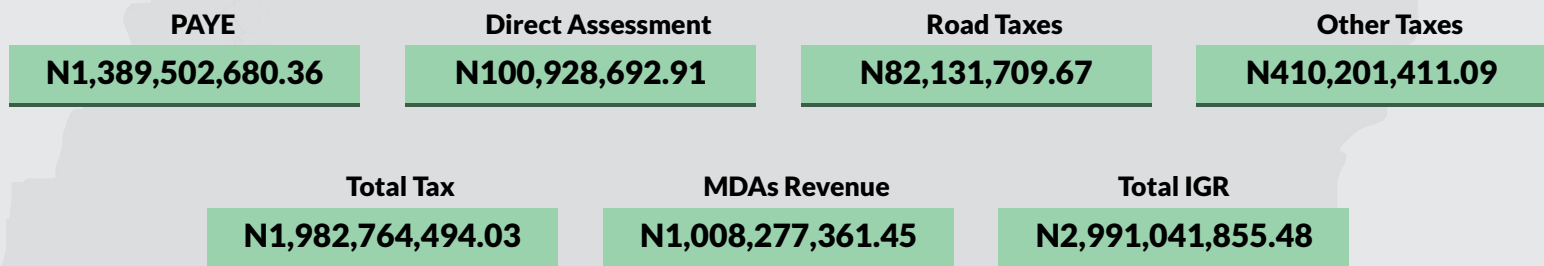 PAYE Direct Assessment Road Taxes Other Taxes
N1,389,502,680.36 N100,928,692.91 N82,131,709.67 N410,201,411.09
Total Tax MDAs Revenue Total IGR
N1,982,764,494.03 N1,008,277,361.45 N2,991,041,855.48